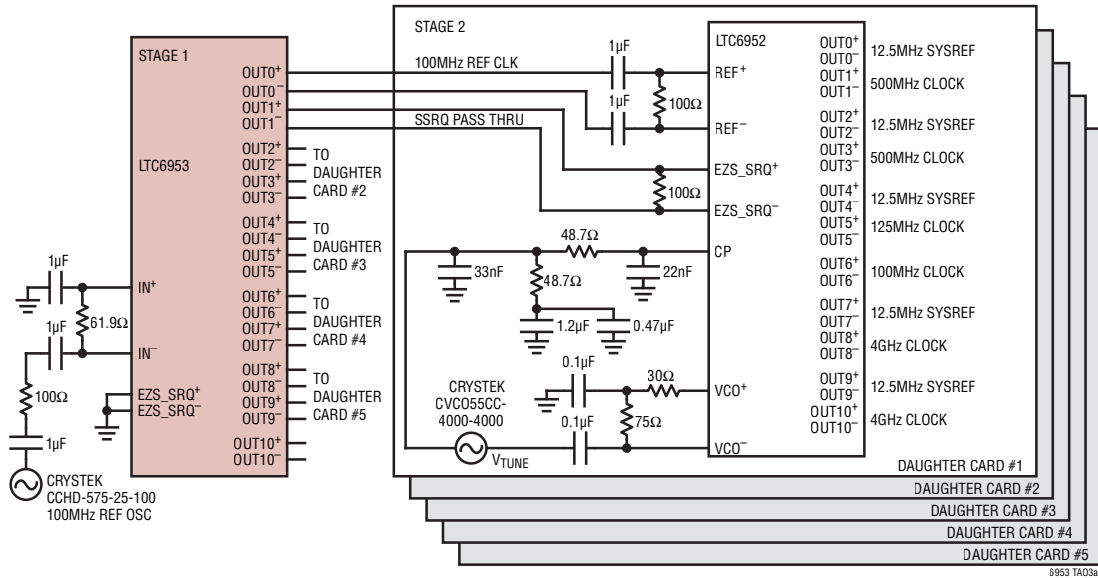 STAGE 1
LTC6953
OUT0+
OUT0–
OUT1+
OUT1–
OUT2+
OUT2–
OUT3+
OUT3–
TO
DAUGHTER
CARD #2
OUT4+
OUT4–
OUT5+
OUT5–
TO
DAUGHTER
CARD #3
OUT6+
OUT6–
OUT7+
OUT7–
TO
DAUGHTER
CARD #4
OUT8+
OUT8–
OUT9+
OUT9–
TO
DAUGHTER
CARD #5
OUT10+
OUT10–
1µF
IN+
61.9Ω
1µF
IN–
100Ω
EZS_SRQ+
EZS_SRQ–
1µF
CRYSTEK
CCHD-575-25-100
100MHz REF OSC
STAGE 2
100MHz REF CLK
SSRQ PASS THRU
1µF
1µF
100Ω
100Ω
48.7Ω
33nF
48.7Ω
22nF
1.2µF
0.47µF
0.1µF
30Ω
CRYSTEK
CVCO55CC-
4000-4000
0.1µF
75Ω
VTUNE
LTC6952
REF+
REF–
EZS_SRQ+
EZS_SRQ–
CP
VCO+
VCO–
OUT0+
OUT0–
12.5MHz SYSREF
OUT1+
OUT1–
500MHz CLOCK
OUT2+
OUT2–
12.5MHz SYSREF
OUT3+
OUT3–
500MHz CLOCK
OUT4+
OUT4–
12.5MHz SYSREF
OUT5+
OUT5–
125MHz CLOCK
OUT6+
OUT6–
100MHz CLOCK
OUT7+
OUT7–
12.5MHz SYSREF
OUT8+
OUT8–
4GHz CLOCK
OUT9+
OUT9–
12.5MHz SYSREF
OUT10+
OUT10–
4GHz CLOCK
DAUGHTER CARD #1
DAUGHTER CARD #2
DAUGHTER CARD #3
DAUGHTER CARD #4
DAUGHTER CARD #5
6953 TA03a